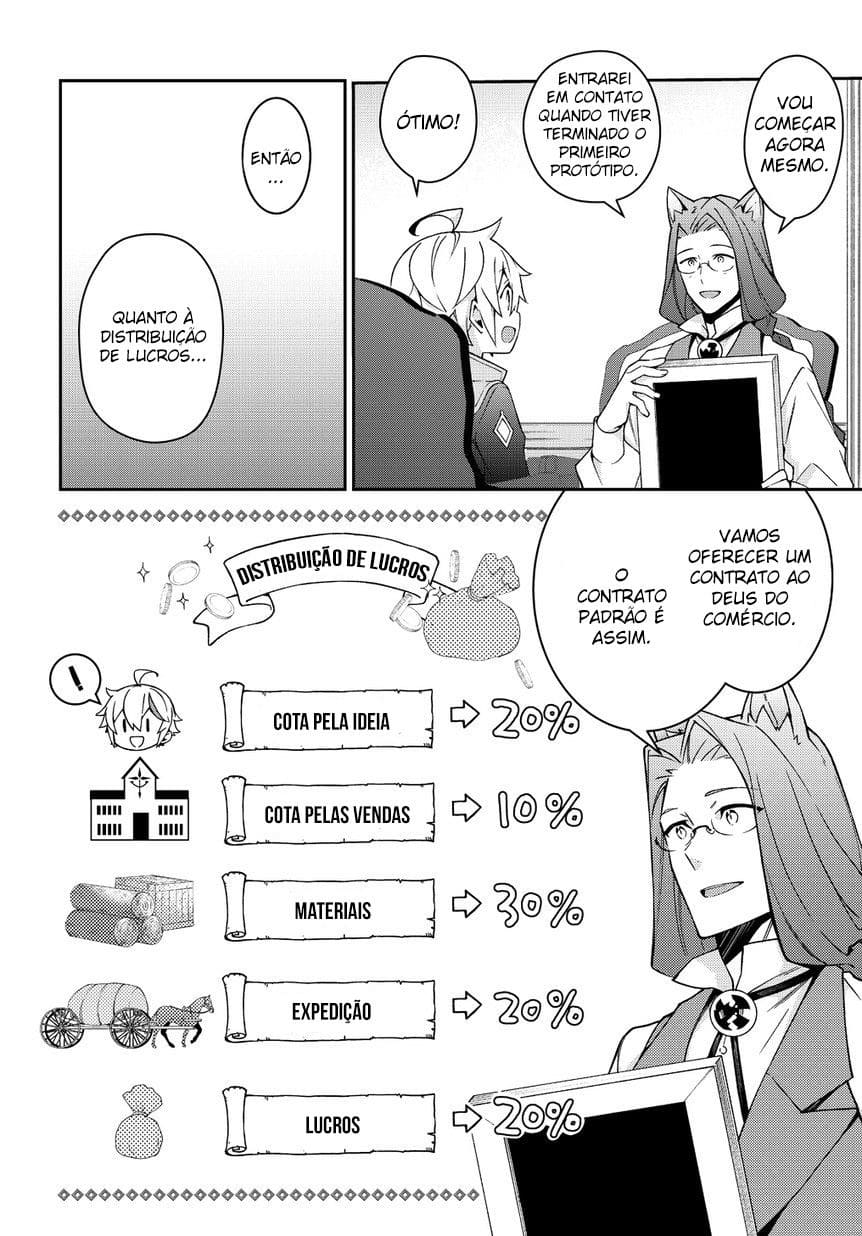 VOU
COMEÇAR
AGORA
MESMO.
ENTRAREI
EM CONTATO
QUANDO TIVER
TERMINADO O
PRIMEIRO
PROTÓTIPO.
ÓTIMO!
ENTÃO
...
QUANTO À
DISTRIBUIÇÃO
DE LUCROS...
VAMOS
OFERECER UM
CONTRATO AO
DEUS DO
COMÉRCIO.
O
CONTRATO
PADRÃO É
ASSIM.
DISTRIBUIÇÃO DE LUCROS
!
COTA PELA IDEIA 20%
COTA PELAS VENDAS 10%
MATERIAIS 30%
EXPEDIÇÃO 20%
LUCROS 20%